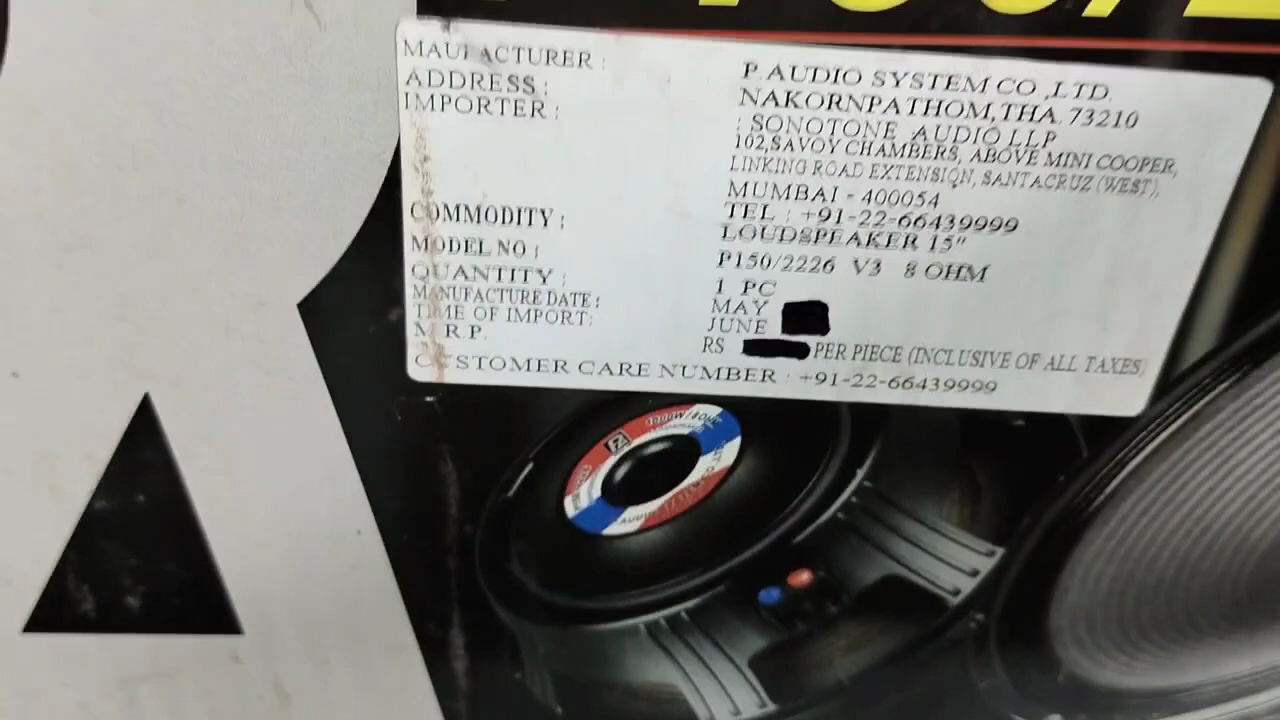 MAUFACTURER : P.AUDIO SYSTEM CO ,LTD.
ADDRESS : NAKORNPATHOM,THA. 73210
IMPORTER : : SONOTONE AUDIO LLP
102,SAVOY CHAMBERS, ABOVE MINI COOPER,
LINKING ROAD EXTENSION, SANTACRUZ (WEST),
MUMBAI - 400054
TEL : +91-22-66439999
COMMODITY : LOUDSPEAKER 15"
MODEL NO : P150/2226 V3 8 OHM
QUANTITY : 1 PC
MANUFACTURE DATE : MAY
TIME OF IMPORT: JUNE
M.R.P. RS PER PIECE (INCLUSIVE OF ALL TAXES)
CUSTOMER CARE NUMBER : +91-22-66439999
1000W/8OHM